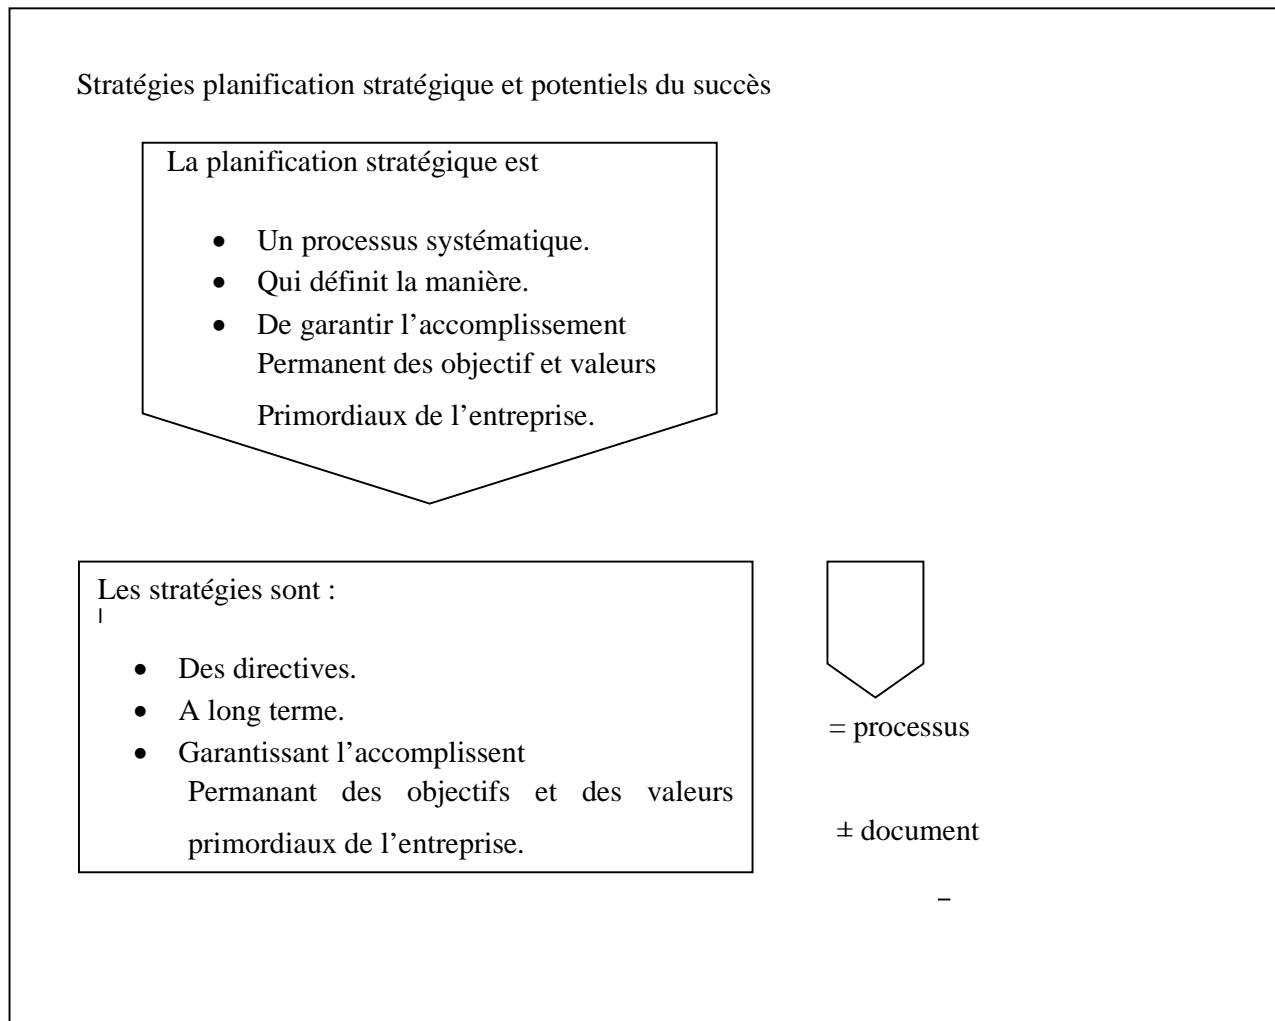 Stratégies planification stratégique et potentiels du succès
La planification stratégique est
• Un processus systématique.
• Qui définit la manière.
• De garantir l’accomplissement
Permanent des objectif et valeurs
Primordiaux de l’entreprise.
Les stratégies sont :
• Des directives.
• A long terme.
• Garantissant l’accomplissent
Permanant des objectifs et des valeurs
primordiaux de l’entreprise.
= processus
± document